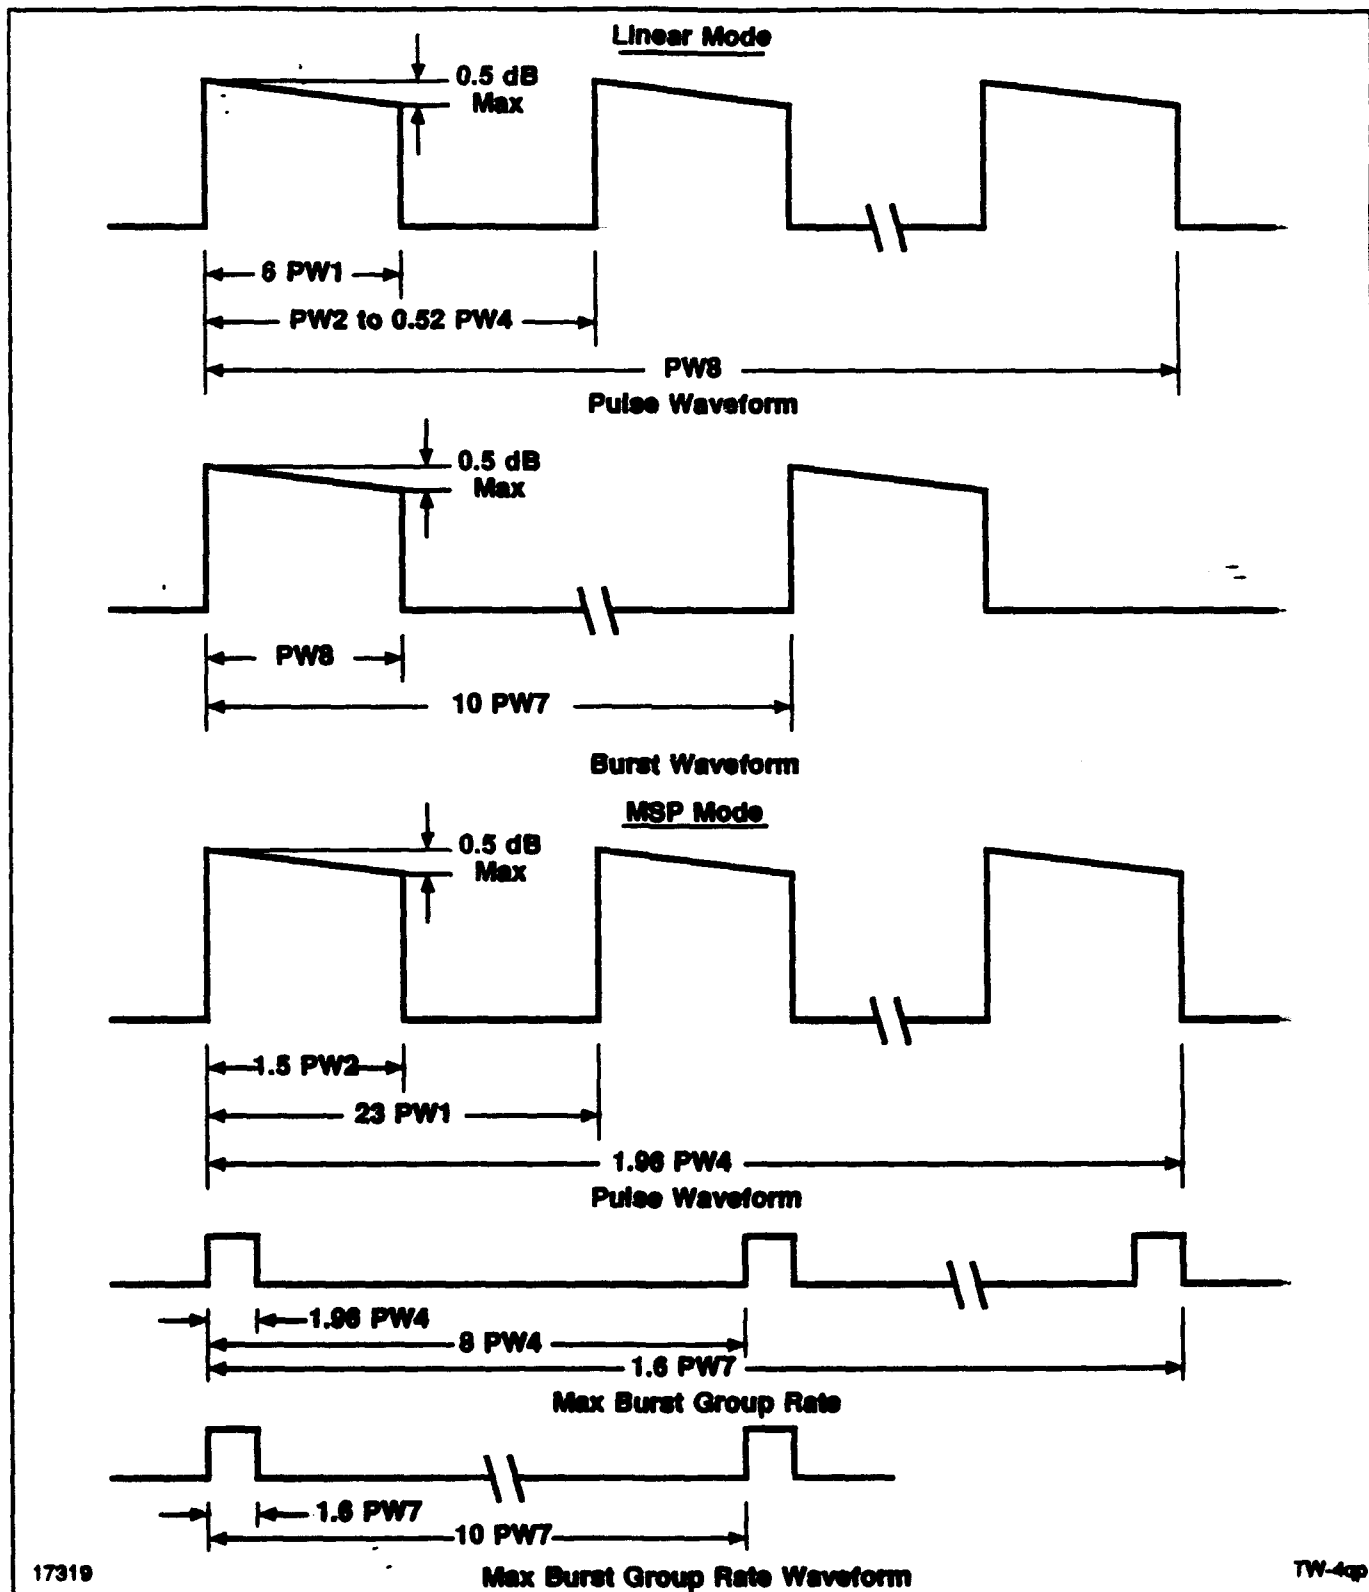 Linear Mode
0.5 dB
Max
6 PW1
PW2 to 0.52 PW4
PW8
Pulse Waveform
0.5 dB
Max
PW8
10 PW7
Burst Waveform
MSP Mode
0.5 dB
Max
1.5 PW2
23 PW1
1.96 PW4
Pulse Waveform
1.96 PW4
8 PW4
1.6 PW7
Max Burst Group Rate
1.6 PW7
10 PW7
17319
Max Burst Group Rate Waveform
TW-4qp